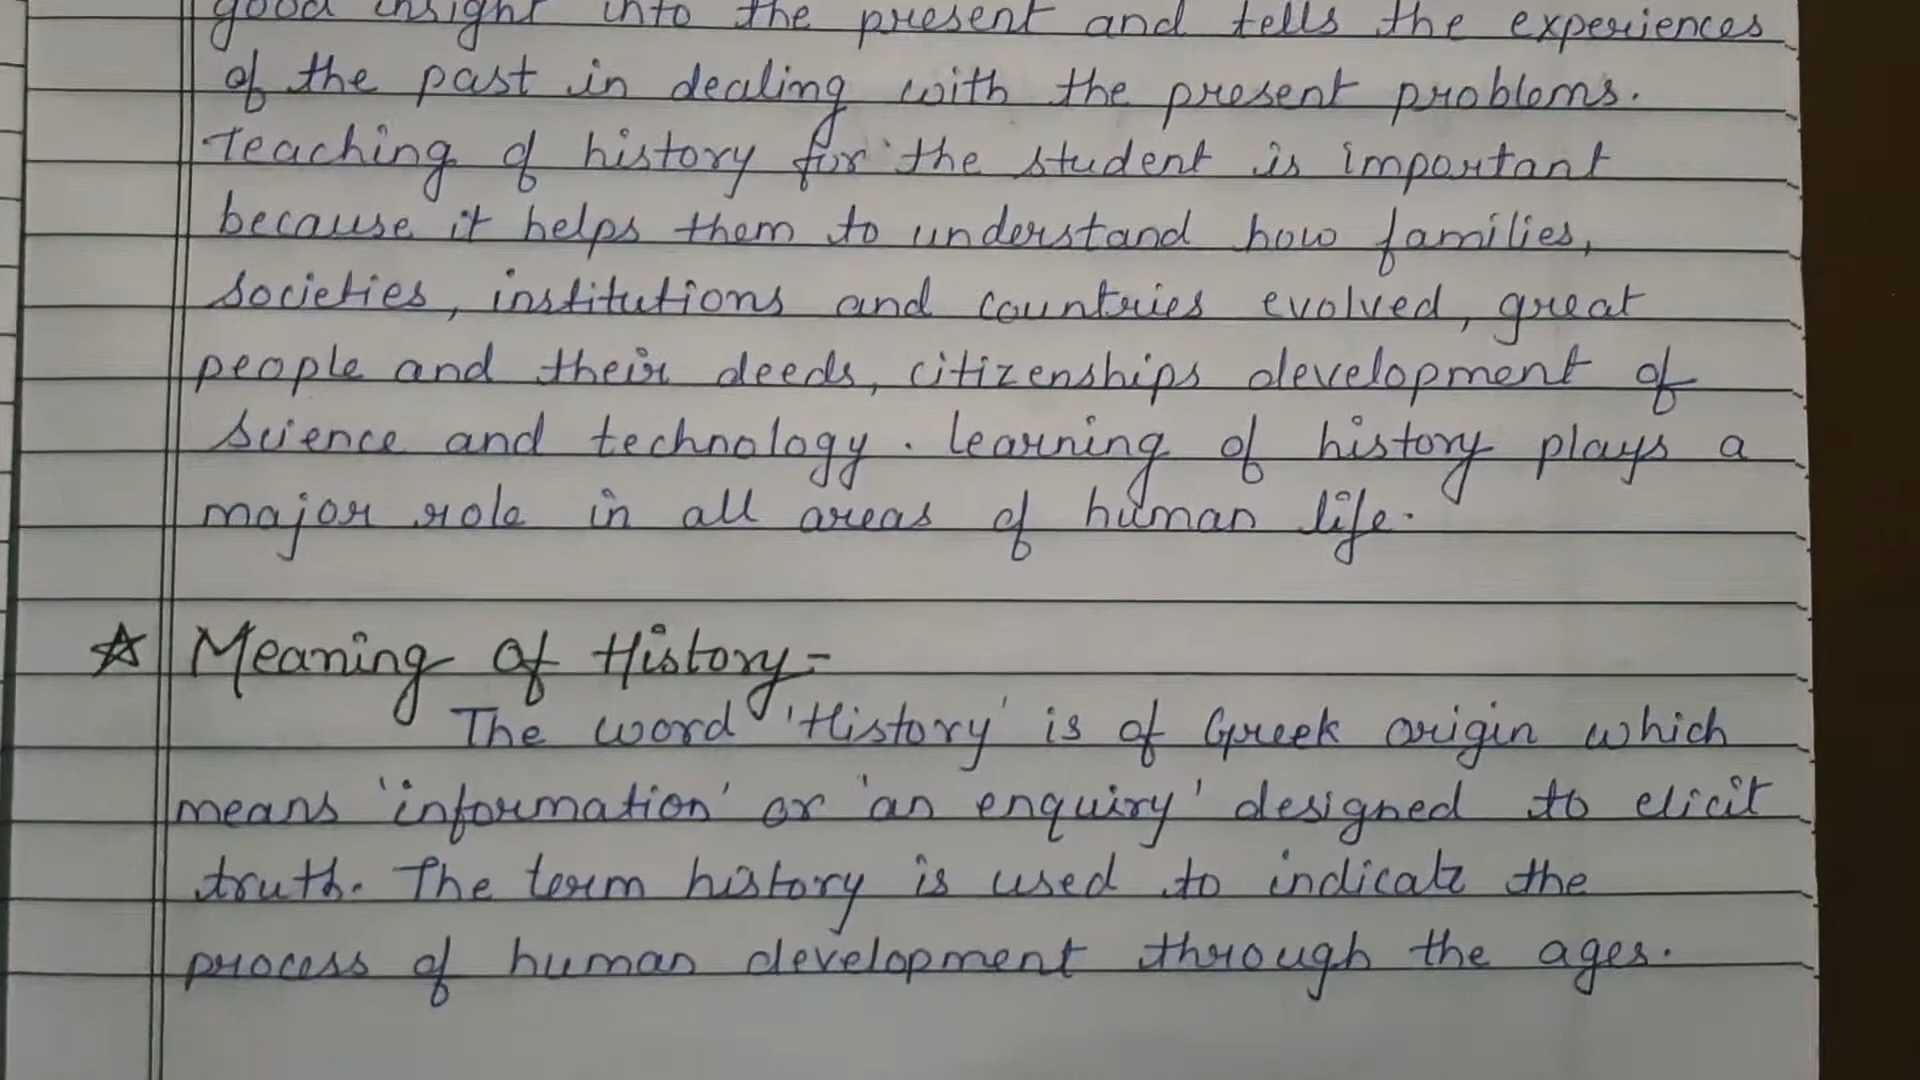 good insight into the present and tells the experiences
of the past in dealing with the present problems.
Teaching of history for the student is important
because it helps them to understand how families,
societies, institutions and countries evolved, great
people and their deeds, citizenships development of
science and technology. learning of history plays a
major role in all areas of human life.
☆ Meaning of History-
The word 'History' is of Greek origin which
means 'information' or 'an enquiry' designed to elicit
truth. The term history is used to indicate the
process of human development through the ages.